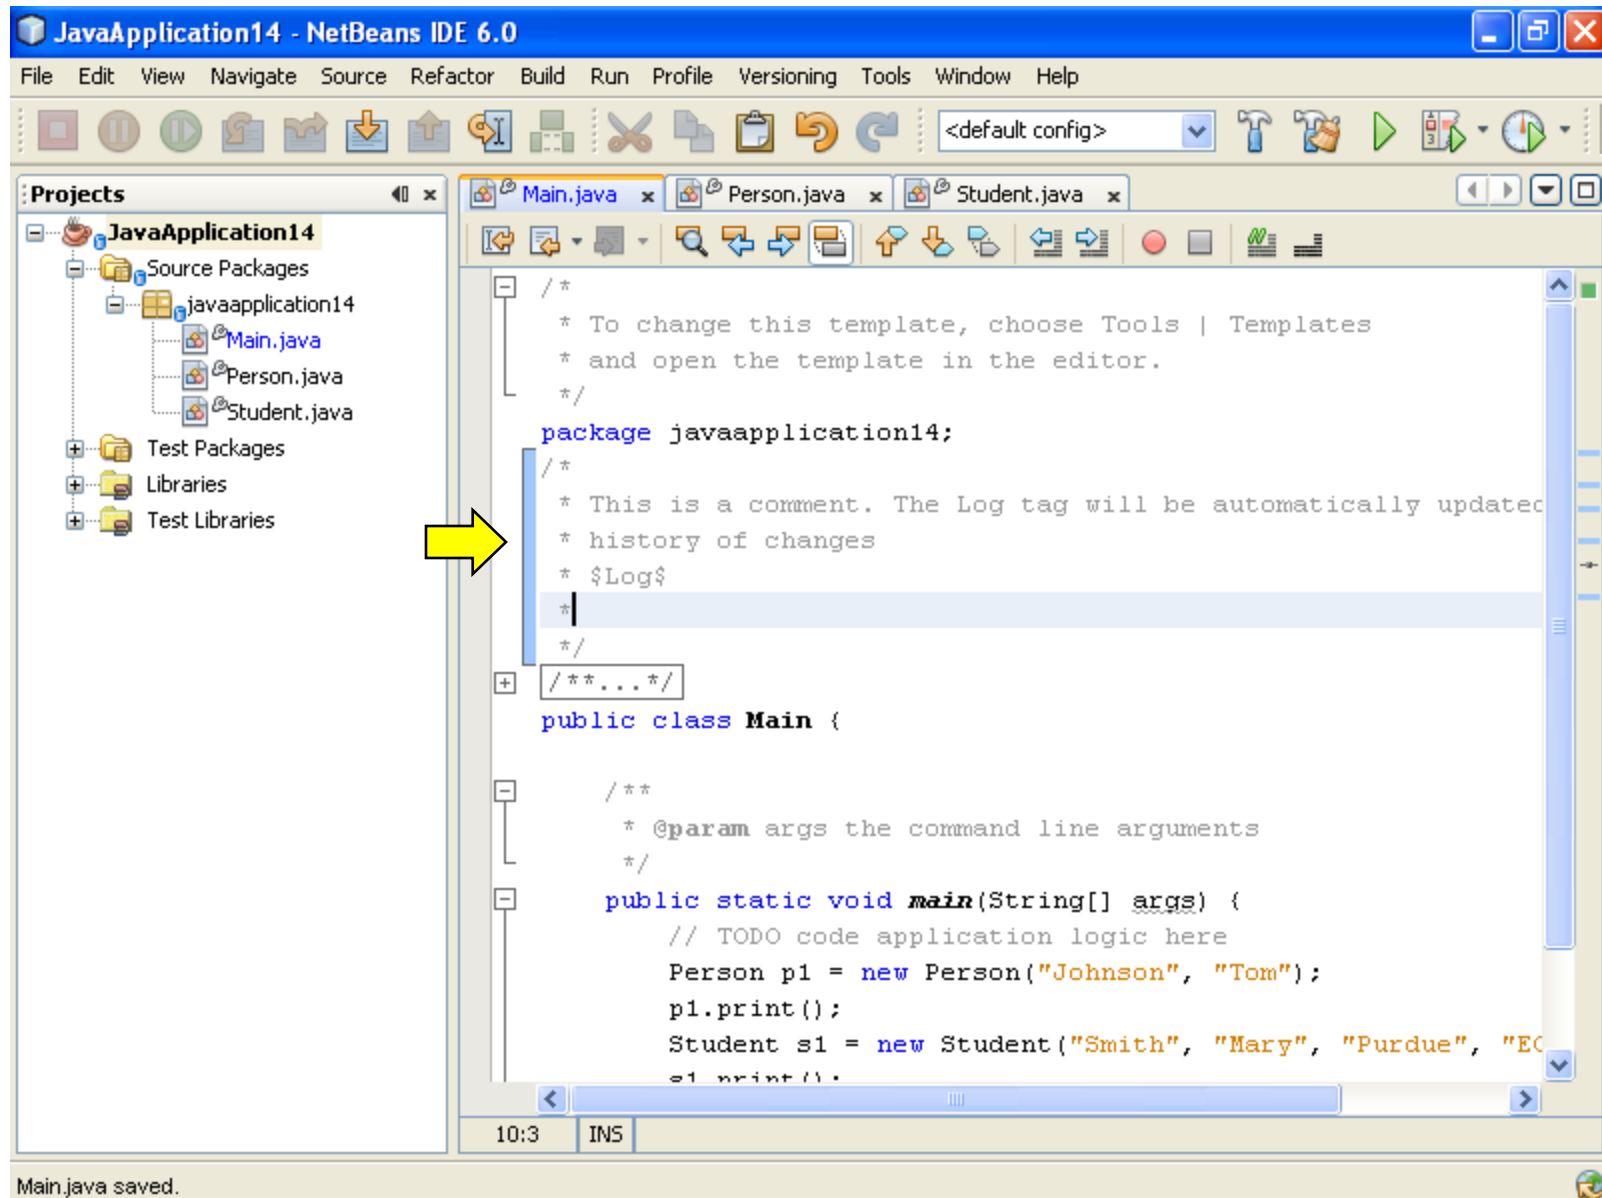 JavaApplication14 - NetBeans IDE 6.0
File Edit View Navigate Source Refactor Build Run Profile Versioning Tools Window Help
<default config>
Projects
Main.java Person.java Student.java
JavaApplication14
Source Packages
javaapplication14
Main.java
Person.java
Student.java
Test Packages
Libraries
Test Libraries
/*
* To change this template, choose Tools | Templates
* and open the template in the editor.
*/
package javaapplication14;
/*
* This is a comment. The Log tag will be automatically updated
* history of changes
* $Log$
*
*/
/**...*/
public class Main {
/**
* @param args the command line arguments
*/
public static void main(String[] args) {
// TODO code application logic here
Person p1 = new Person("Johnson", "Tom");
p1.print();
Student s1 = new Student("Smith", "Mary", "Purdue", "EC
s1.print();
10:3 INS
Main.java saved.